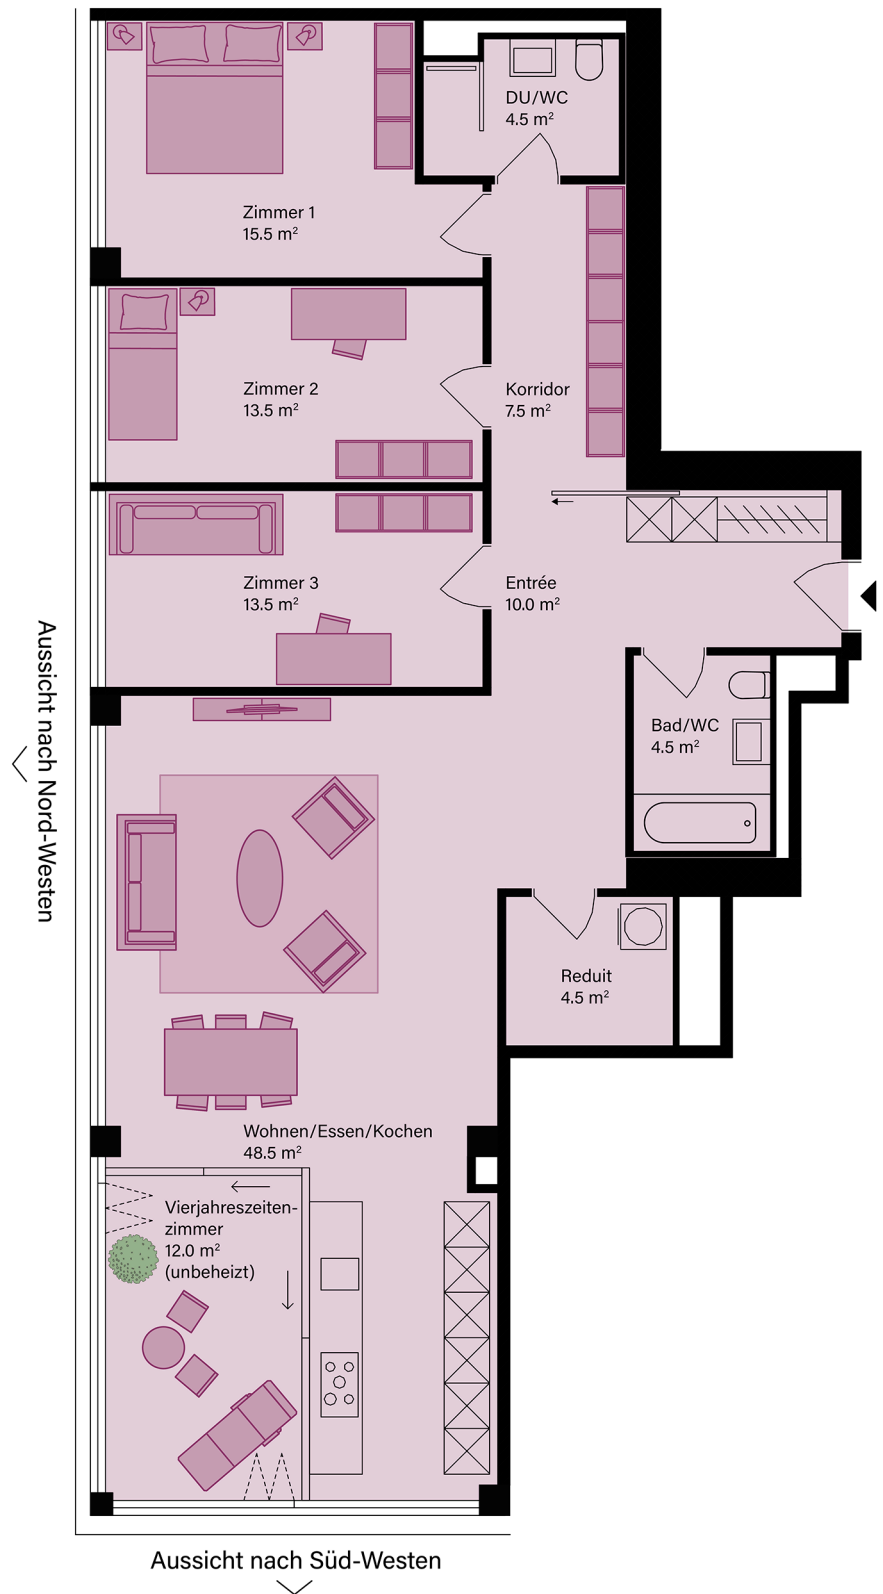 DU/WC
4.5 m²
Zimmer 1
15.5 m²
Zimmer 2
13.5 m²
Korridor
7.5 m²
Zimmer 3
13.5 m²
Entrée
10.0 m²
Aussicht nach Nord-Westen
Bad/WC
4.5 m²
Reduit
4.5 m²
Wohnen/Essen/Kochen
48.5 m²
Vierjahreszeiten-
zimmer
12.0 m²
(unbeheizt)
Aussicht nach Süd-Westen